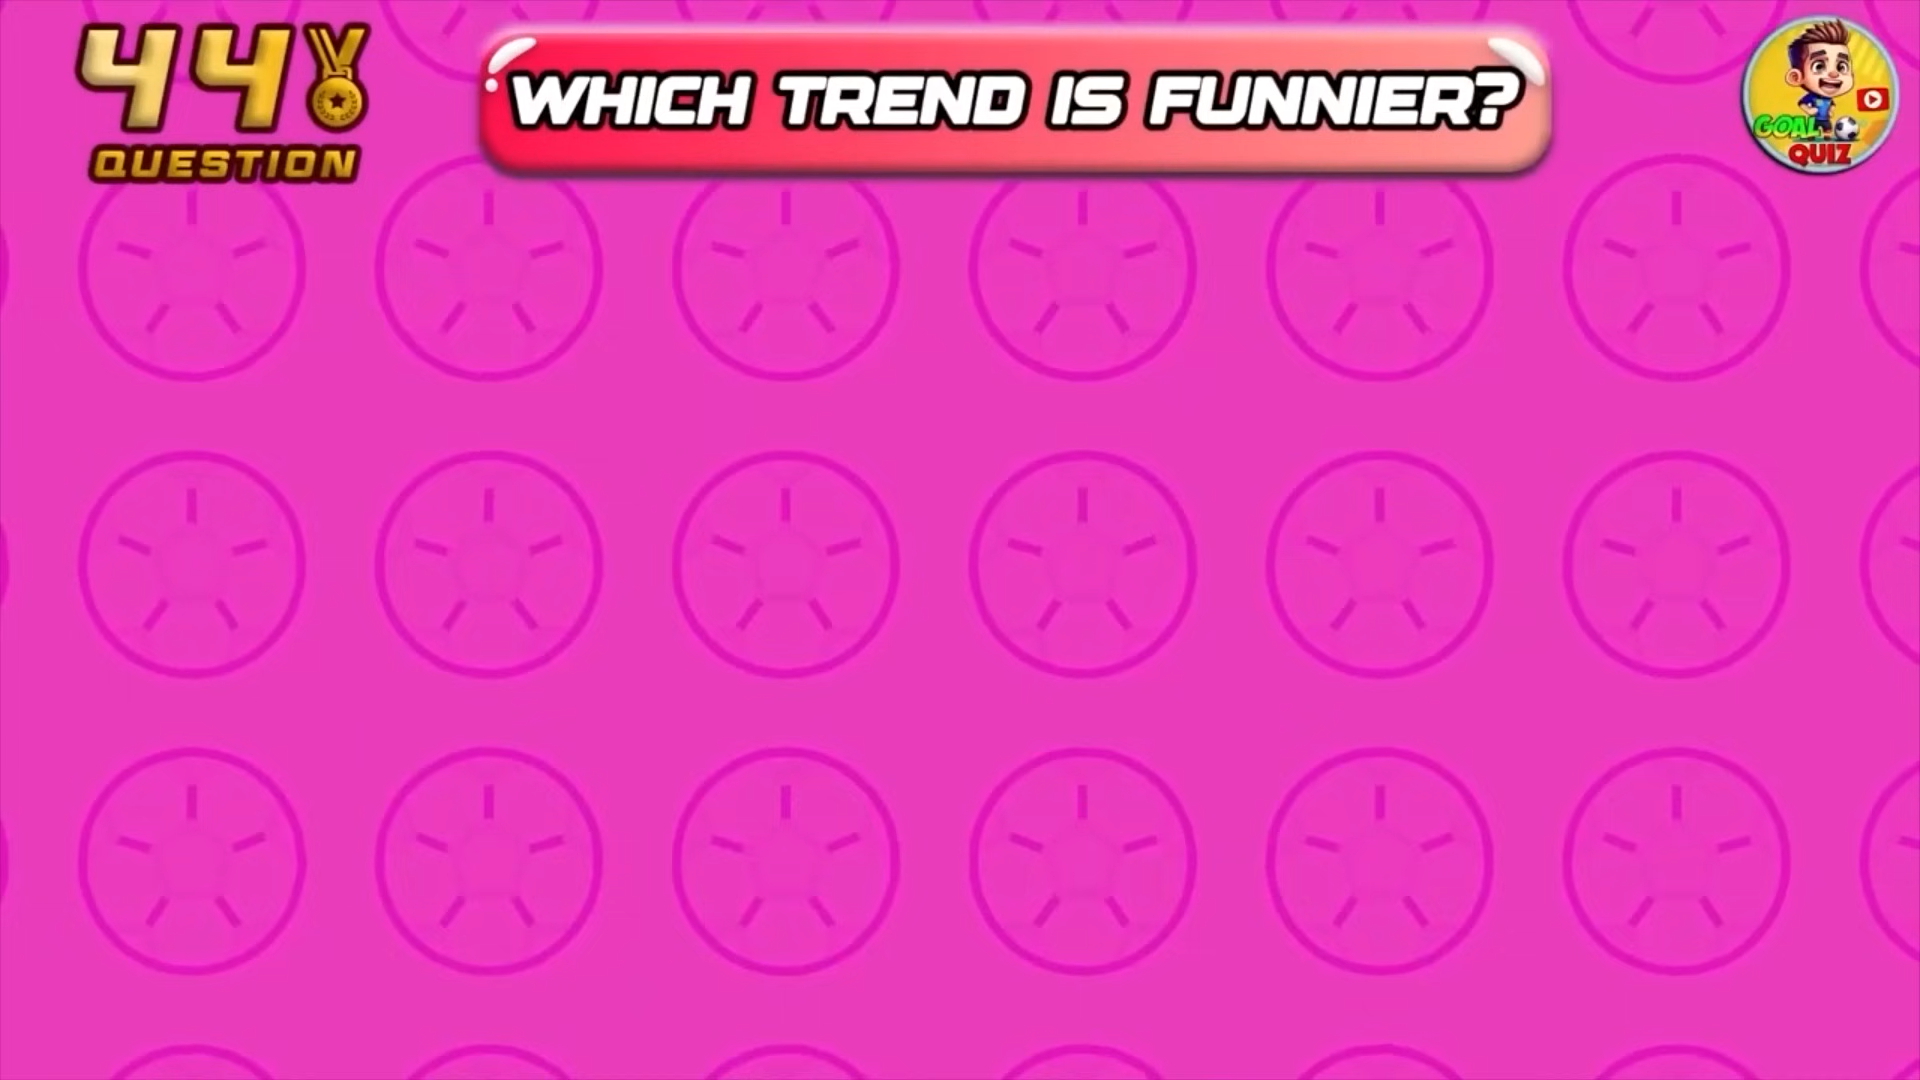 44
QUESTION
WHICH TREND IS FUNNIER?
GOAL
QUIZ